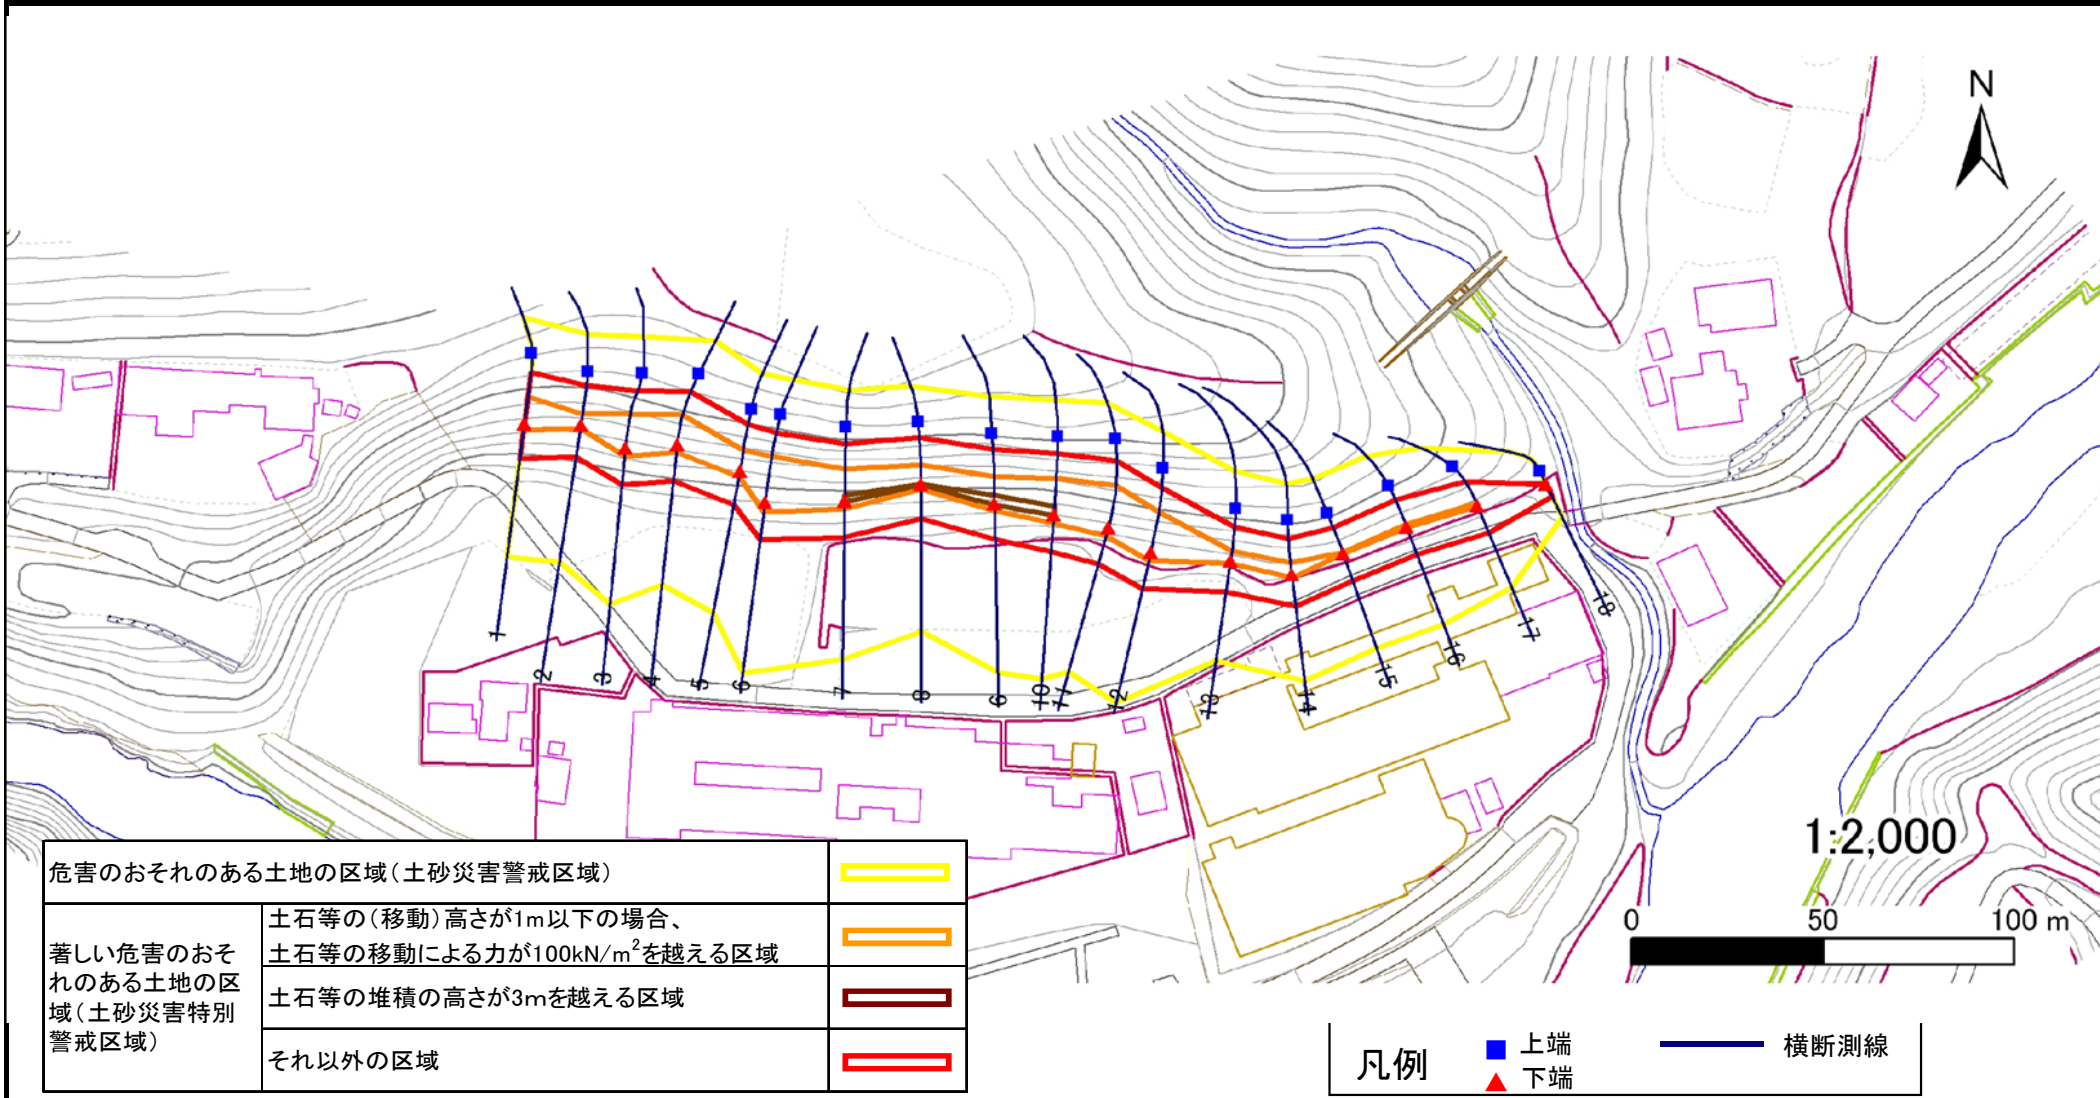 N
1
2
3
4
5
6
7
8
9
10
11
12
13
14
15
16
17
18
1:2,000
0 50 100 m
危害のおそれのある土地の区域(土砂災害警戒区域)
著しい危害のおそ
れのある土地の区
域(土砂災害特別
警戒区域)
土石等の(移動)高さが1m以下の場合、
土石等の移動による力が100kN/m²を越える区域
土石等の堆積の高さが3mを越える区域
それ以外の区域
凡例
上端
下端
横断測線